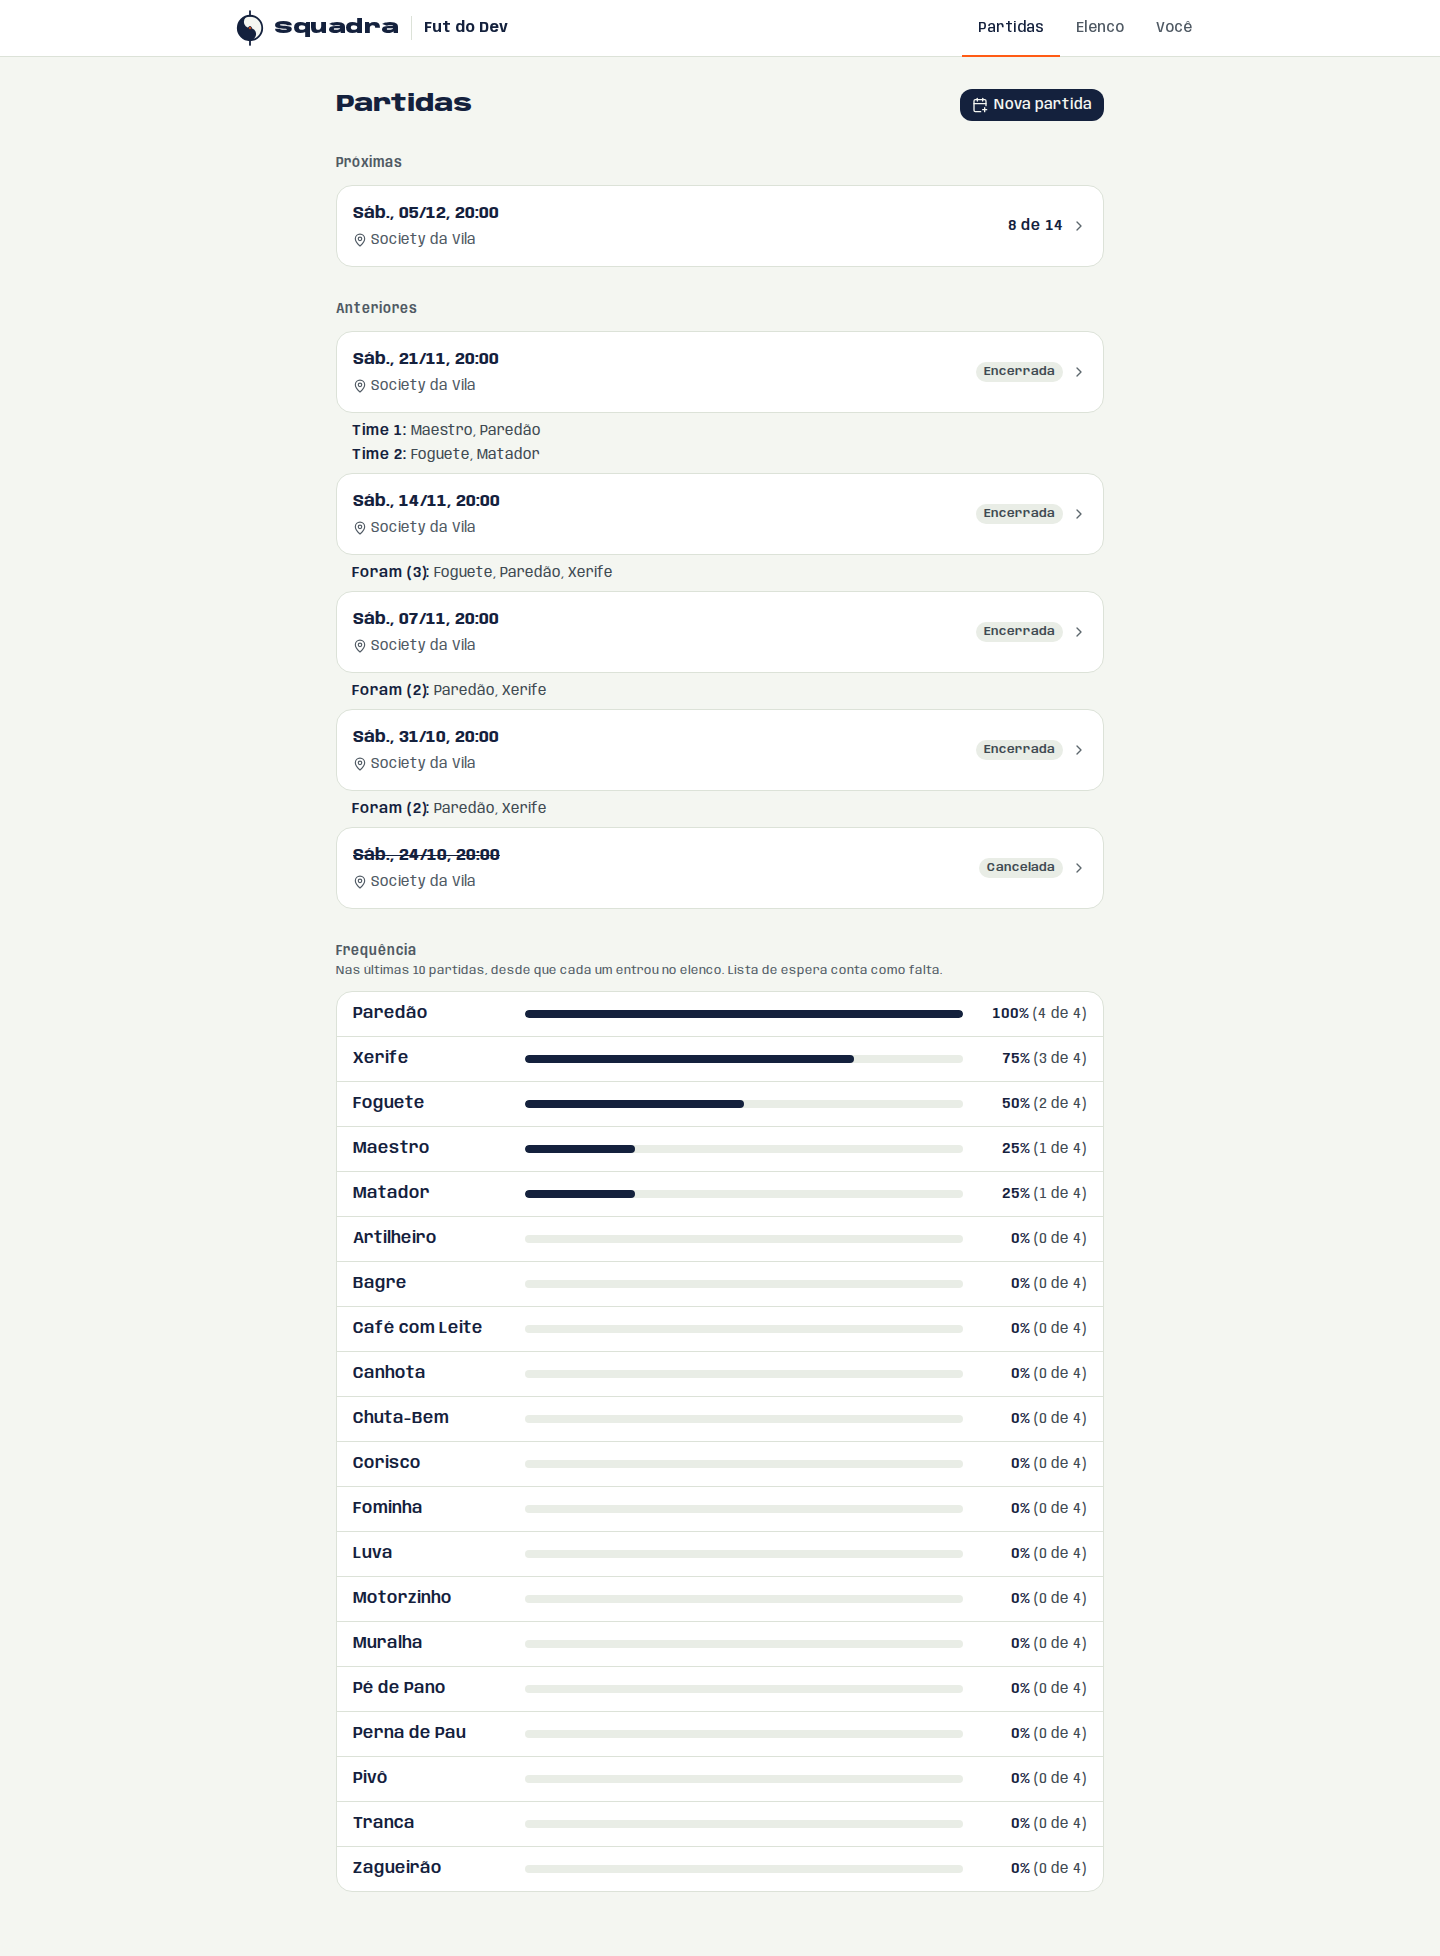 squadra Fut do Dev Partidas Elenco Você
Partidas Nova partida
Próximas
Sáb., 05/12, 20:00
Society da Vila
8 de 14
Anteriores
Sáb., 21/11, 20:00
Society da Vila
Encerrada
Time 1: Maestro, Paredão
Time 2: Foguete, Matador
Sáb., 14/11, 20:00
Society da Vila
Encerrada
Foram (3): Foguete, Paredão, Xerife
Sáb., 07/11, 20:00
Society da Vila
Encerrada
Foram (2): Paredão, Xerife
Sáb., 31/10, 20:00
Society da Vila
Encerrada
Foram (2): Paredão, Xerife
Sáb., 24/10, 20:00
Society da Vila
Cancelada
Frequência
Nas ultimas 10 partidas, desde que cada um entrou no elenco. Lista de espera conta como falta.
Paredão 100% (4 de 4)
Xerife 75% (3 de 4)
Foguete 50% (2 de 4)
Maestro 25% (1 de 4)
Matador 25% (1 de 4)
Artilheiro 0% (0 de 4)
Bagre 0% (0 de 4)
Café com Leite 0% (0 de 4)
Canhota 0% (0 de 4)
Chuta-Bem 0% (0 de 4)
Corisco 0% (0 de 4)
Fominha 0% (0 de 4)
Luva 0% (0 de 4)
Motorzinho 0% (0 de 4)
Muralha 0% (0 de 4)
Pé de Pano 0% (0 de 4)
Perna de Pau 0% (0 de 4)
Pivô 0% (0 de 4)
Tranca 0% (0 de 4)
Zagueirão 0% (0 de 4)